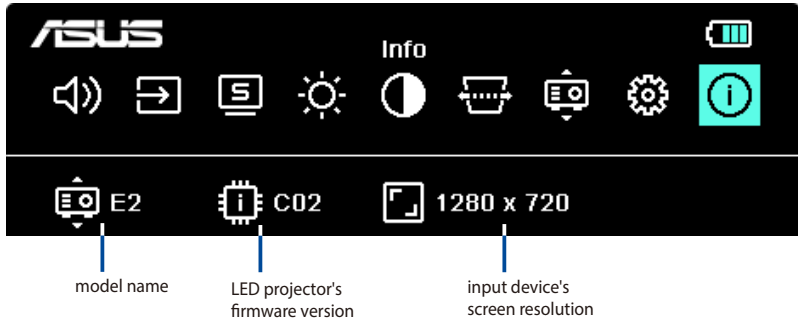 ASUS
Info
S
i
E2
i
C02
1280 x 720
model name
LED projector's
firmware version
input device's
screen resolution